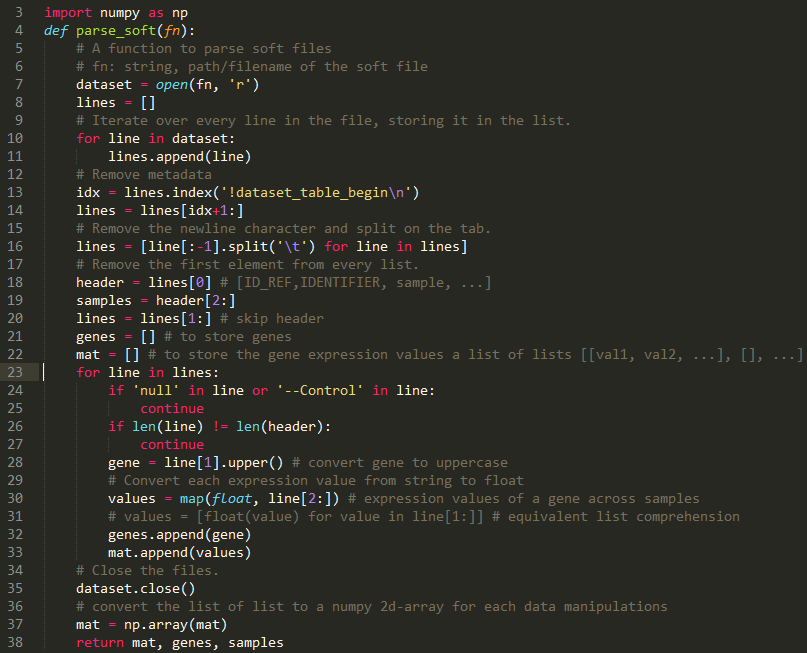 3 import numpy as np
4 def parse_soft(fn):
5     # A function to parse soft files
6     # fn: string, path/filename of the soft file
7     dataset = open(fn, 'r')
8     lines = []
9     # Iterate over every line in the file, storing it in the list.
10     for line in dataset:
11         lines.append(line)
12     # Remove metadata
13     idx = lines.index('!dataset_table_begin\n')
14     lines = lines[idx+1:]
15     # Remove the newline character and split on the tab.
16     lines = [line[:-1].split('\t') for line in lines]
17     # Remove the first element from every list.
18     header = lines[0] # [ID_REF,IDENTIFIER, sample, ...]
19     samples = header[2:]
20     lines = lines[1:] # skip header
21     genes = [] # to store genes
22     mat = [] # to store the gene expression values a list of lists [[val1, val2, ...], [], ...]
23     for line in lines:
24         if 'null' in line or '--Control' in line:
25             continue
26         if len(line) != len(header):
27             continue
28         gene = line[1].upper() # convert gene to uppercase
29         # Convert each expression value from string to float
30         values = map(float, line[2:]) # expression values of a gene across samples
31         # values = [float(value) for value in line[1:]] # equivalent list comprehension
32         genes.append(gene)
33         mat.append(values)
34     # Close the files.
35     dataset.close()
36     # convert the list of list to a numpy 2d-array for each data manipulations
37     mat = np.array(mat)
38     return mat, genes, samples